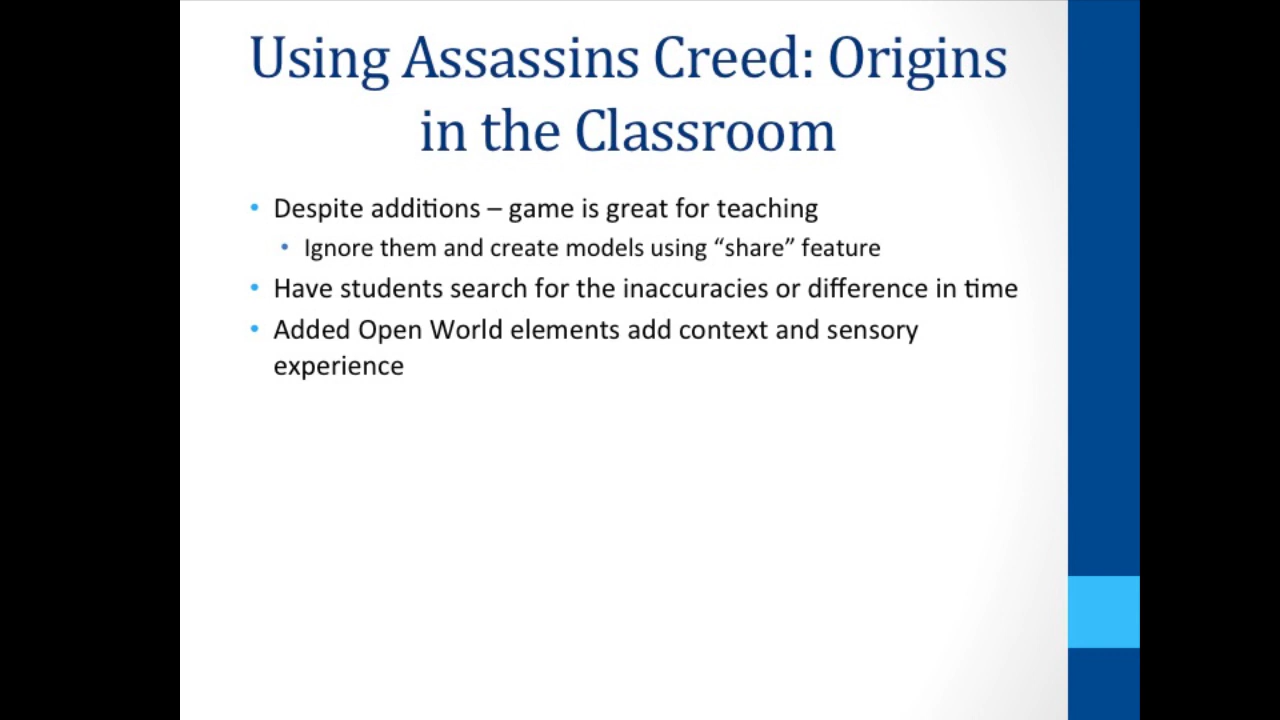 Using Assassins Creed: Origins
in the Classroom
• Despite additions – game is great for teaching
• Ignore them and create models using “share” feature
• Have students search for the inaccuracies or difference in time
• Added Open World elements add context and sensory
experience